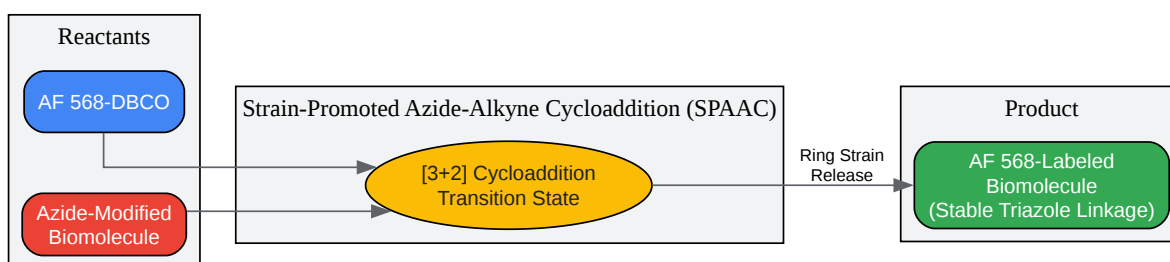 Reactants
AF 568-DBCO
Azide-Modified
Biomolecule
Strain-Promoted Azide-Alkyne Cycloaddition (SPAAC)
[3+2] Cycloaddition
Transition State
Ring Strain
Release
Product
AF 568-Labeled
Biomolecule
(Stable Triazole Linkage)